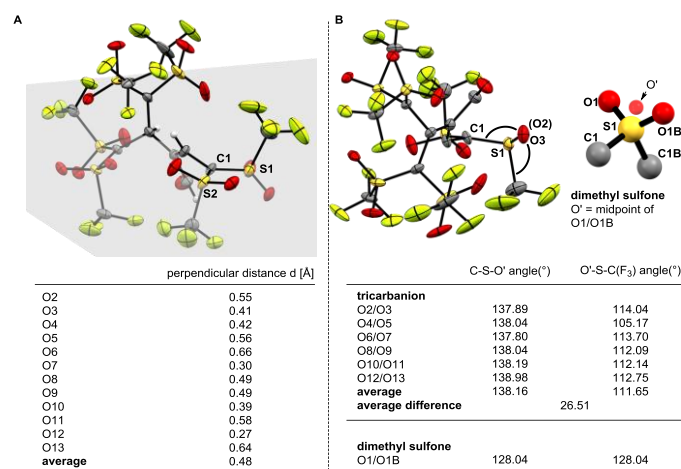 A
C1
S1
S2
perpendicular distance d [Å]
O2 0.55
O3 0.41
O4 0.42
O5 0.56
O6 0.66
O7 0.30
O8 0.49
O9 0.49
O10 0.39
O11 0.58
O12 0.27
O13 0.64
average 0.48
B
C1
(O2)
O3
S1
O'
O1
S1
O1B
C1
C1B
dimethyl sulfone
O' = midpoint of
O1/O1B
C-S-O' angle(°) O'-S-C(F₃) angle(°)
tricarbanion
O2/O3 137.89 114.04
O4/O5 138.04 105.17
O6/O7 137.80 113.70
O8/O9 138.04 112.09
O10/O11 138.19 112.14
O12/O13 138.98 112.75
average 138.16 111.65
average difference 26.51
dimethyl sulfone
O1/O1B 128.04 128.04